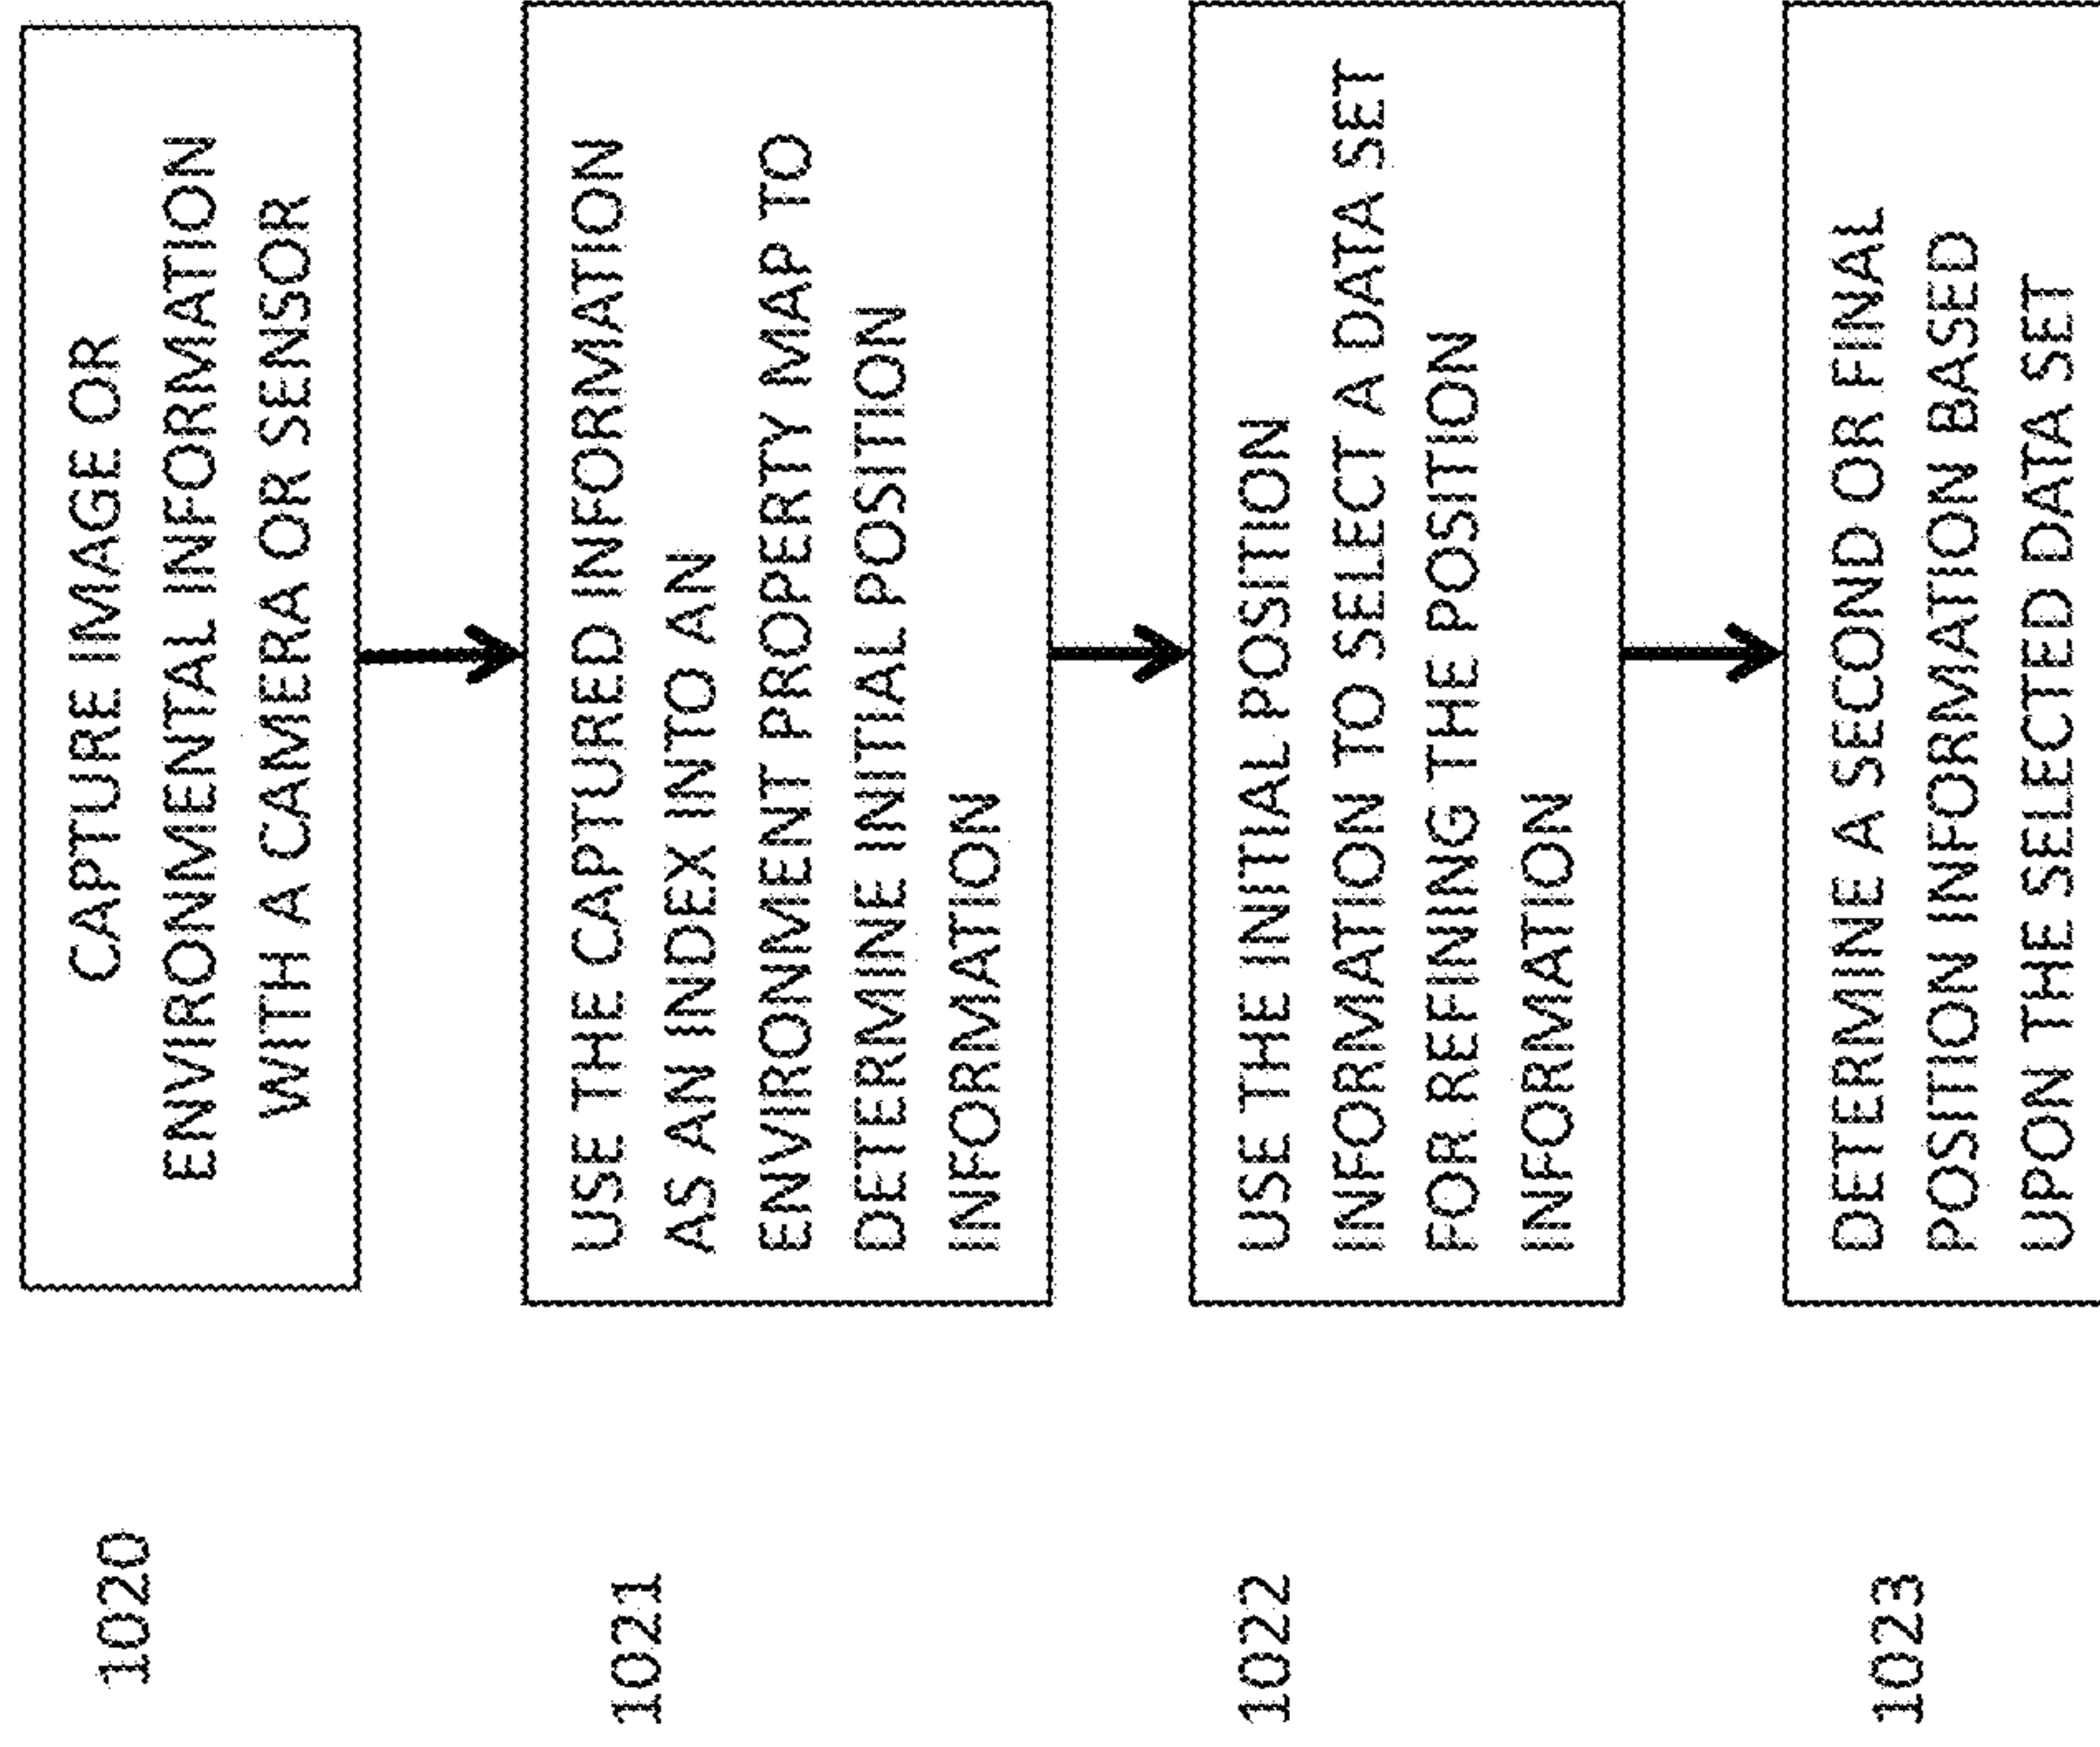 1020
CAPTURE IMAGE OR
ENVIRONMENTAL INFORMATION
WITH A CAMERA OR SENSOR
1021
USE THE CAPTURED INFORMATION
AS AN INDEX INTO AN
ENVIRONMENT PROPERTY MAP TO
DETERMINE INITIAL POSITION
INFORMATION
1022
USE THE INITIAL POSITION
INFORMATION TO SELECT A DATA SET
FOR REFINING THE POSITION
INFORMATION
1023
DETERMINE A SECOND OR FINAL
POSITION INFORMATION BASED
UPON THE SELECTED DATA SET